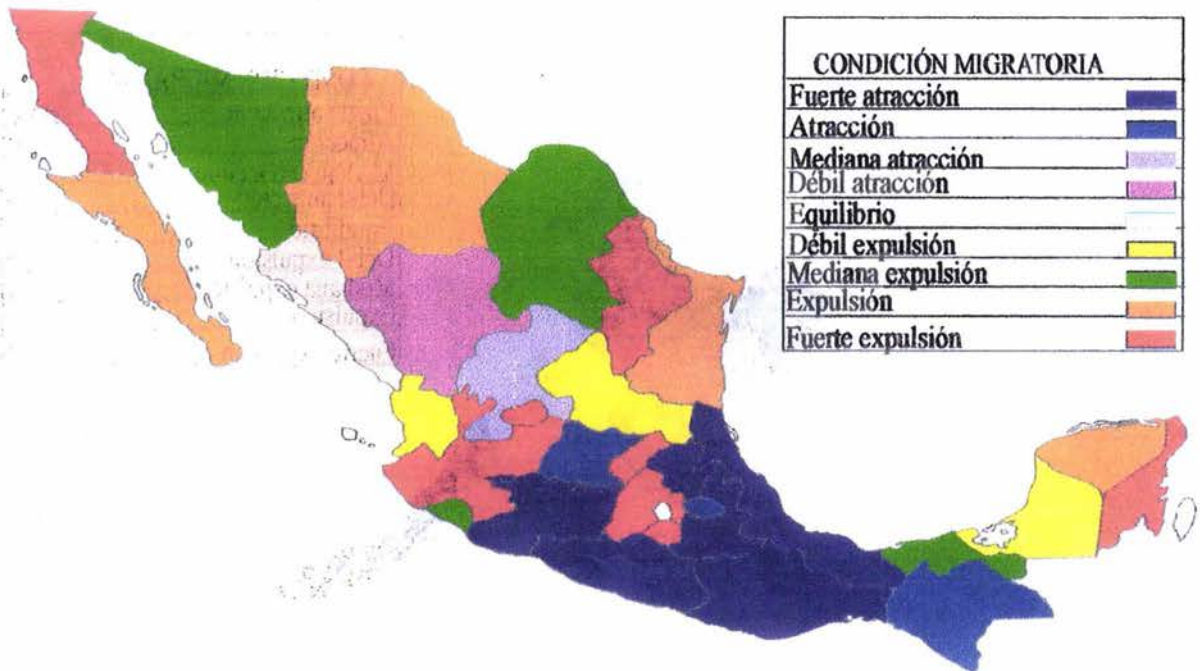 CONDICIÓN MIGRATORIA
Fuerte atracción
Atracción
Mediana atracción
Débil atracción
Equilibrio
Débil expulsión
Mediana expulsión
Expulsión
Fuerte expulsión